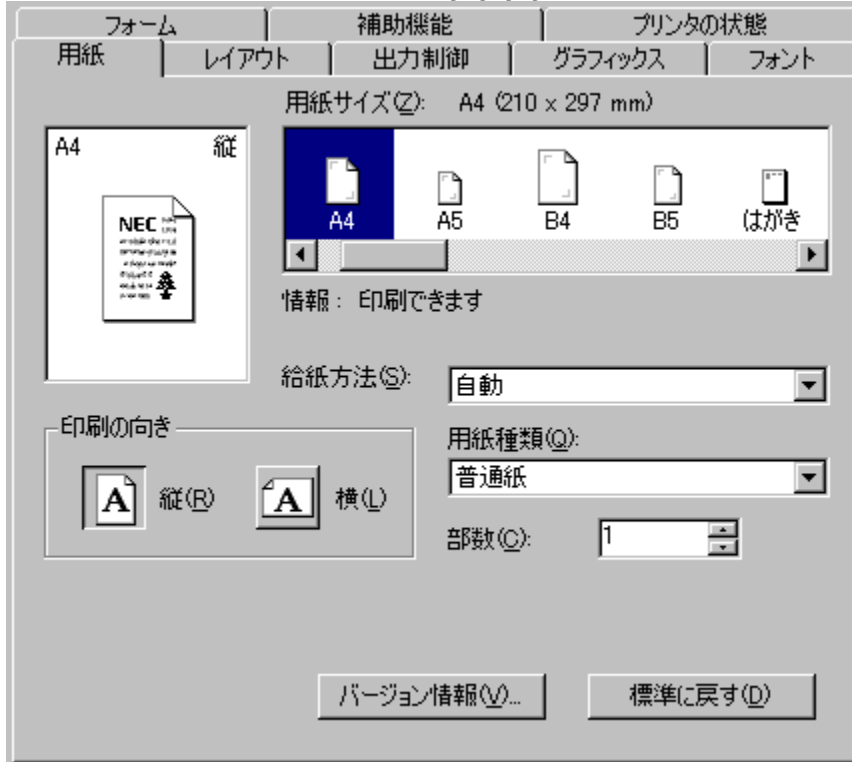 フォーム 補助機能 プリンタの状態
用紙 レイアウト 出力制御 グラフィックス フォント
用紙サイズ(Z): A4 (210 x 297 mm)
A4 縦
NEC
A4 A5 B4 B5 はがき
情報： 印刷できます
給紙方法(S): 自動
印刷の向き
縦(R) 横(L)
用紙種類(Q):
普通紙
部数(C): 1
バージョン情報(V)... 標準に戻す(D)